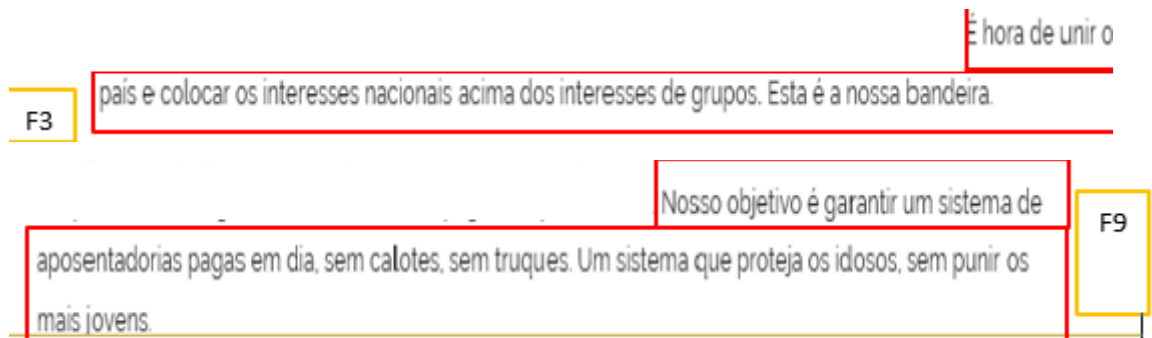 É hora de unir o
país e colocar os interesses nacionais acima dos interesses de grupos. Esta é a nossa bandeira.
F3
Nosso objetivo é garantir um sistema de
F9
aposentadorias pagas em dia, sem calotes, sem truques. Um sistema que proteja os idosos, sem punir os
mais jovens.